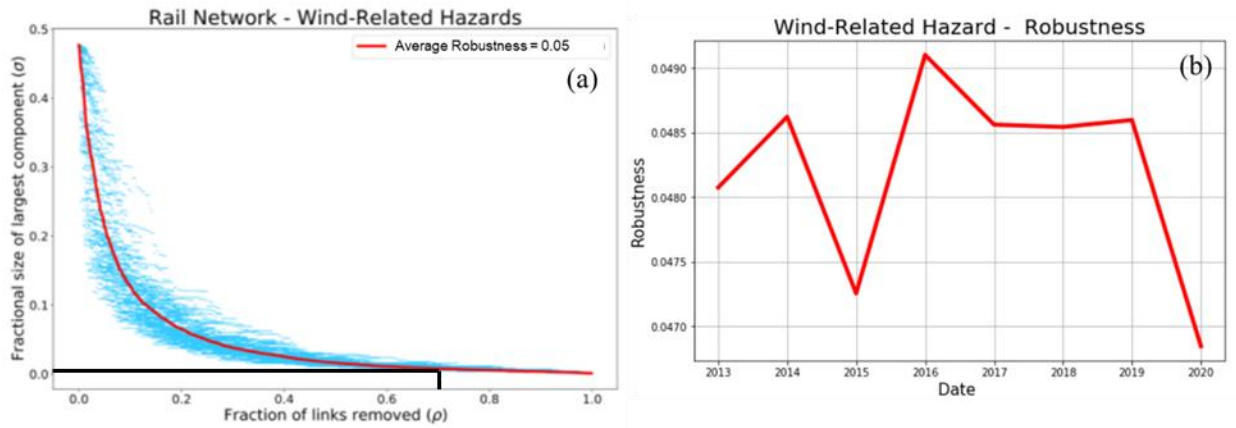 Rail Network - Wind-Related Hazards
Average Robustness = 0.05
(a)
Fractional size of largest component (σ)
0.5
0.4
0.3
0.2
0.1
0.0
0.0 0.2 0.4 0.6 0.8 1.0
Fraction of links removed (ρ)
Wind-Related Hazard - Robustness
(b)
Robustness
0.0490
0.0485
0.0480
0.0475
0.0470
2013 2014 2015 2016 2017 2018 2019 2020
Date